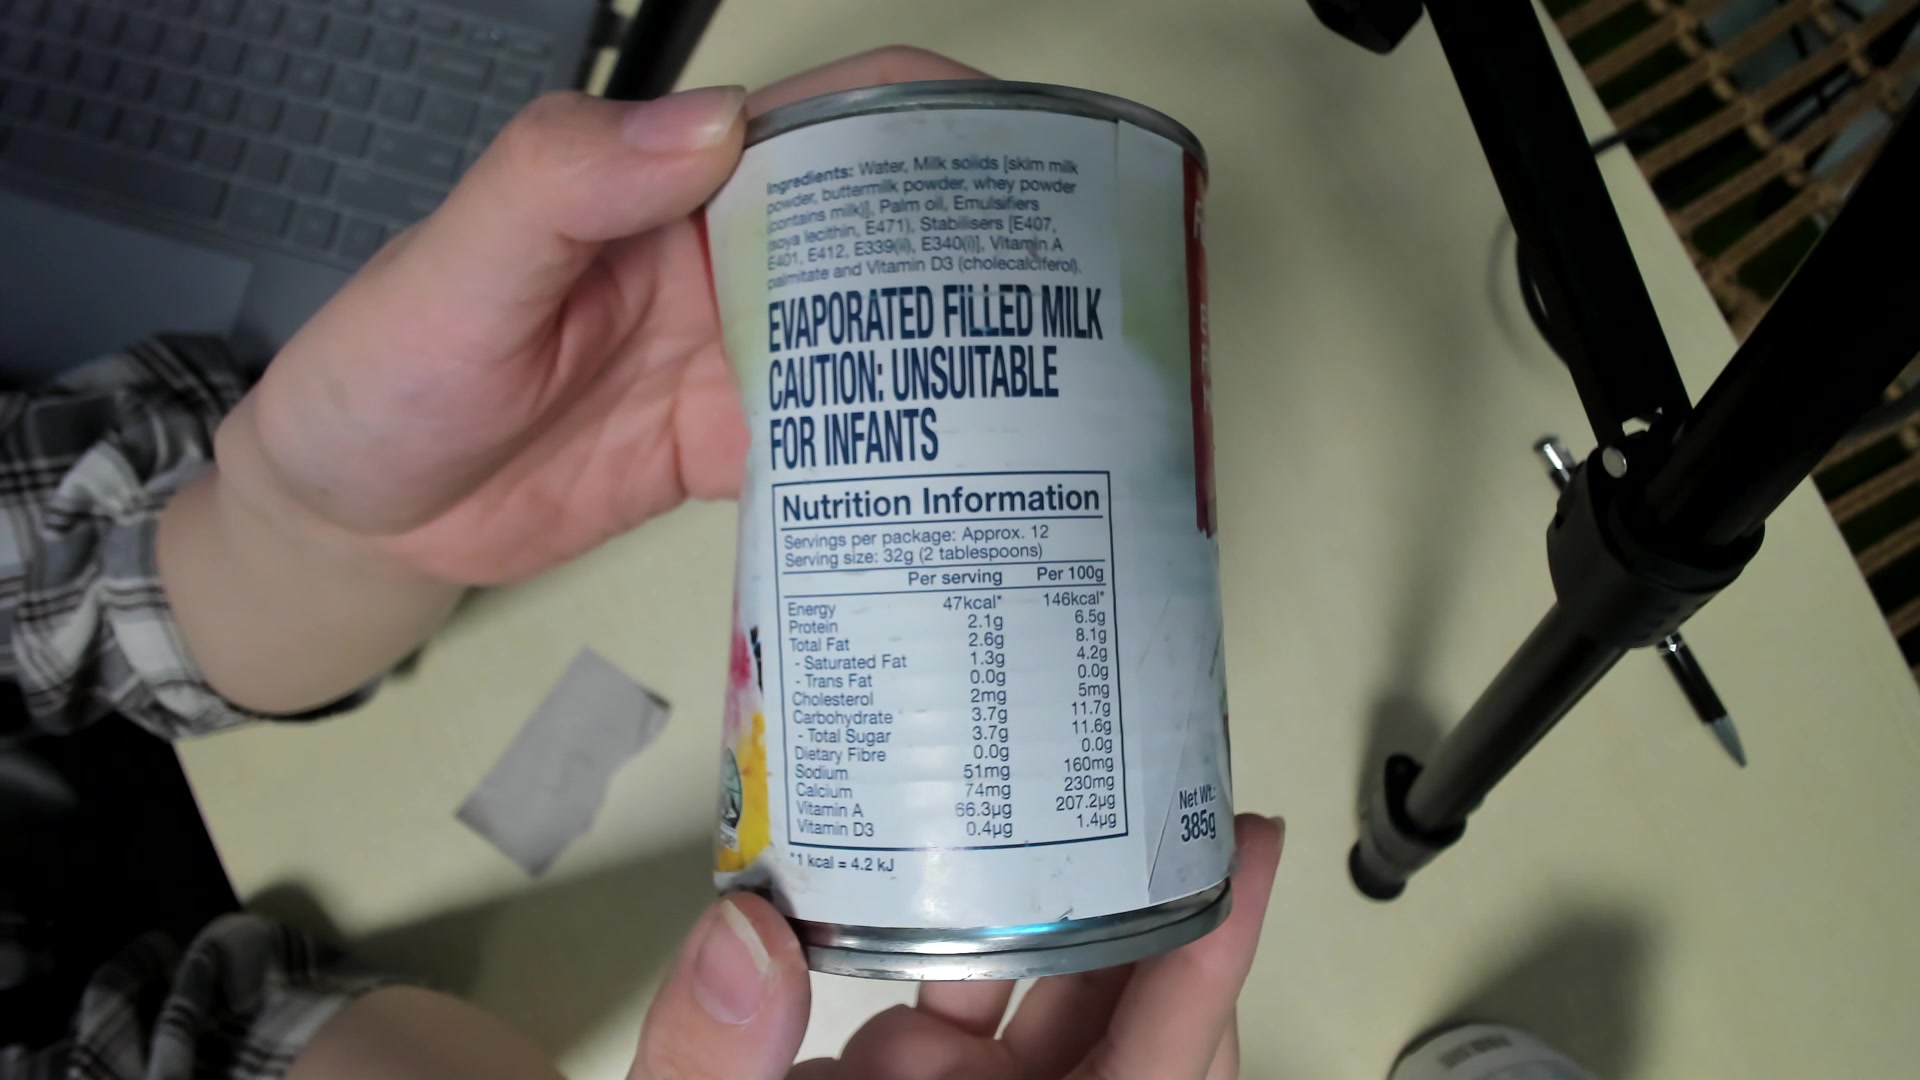 Ingredients: Water, Milk solids [skim milk
powder, buttermilk powder, whey powder
(contains milk)], Palm oil, Emulsifiers
(soya lecithin, E471), Stabilisers [E407,
E401, E412, E339(ii), E340(ii)], Vitamin A
palmitate and Vitamin D3 (cholecalciferol).
EVAPORATED FILLED MILK
CAUTION: UNSUITABLE
FOR INFANTS
Nutrition Information
Servings per package: Approx. 12
Serving size: 32g (2 tablespoons)
Per serving Per 100g
Energy 47kcal* 146kcal*
Protein 2.1g 6.5g
Total Fat 2.6g 8.1g
- Saturated Fat 1.3g 4.2g
- Trans Fat 0.0g 0.0g
Cholesterol 2mg 5mg
Carbohydrate 3.7g 11.7g
- Total Sugar 3.7g 11.6g
Dietary Fibre 0.0g 0.0g
Sodium 51mg 160mg
Calcium 74mg 230mg
Vitamin A 66.3µg 207.2µg
Vitamin D3 0.4µg 1.4µg
*1 kcal = 4.2 kJ
Net Wt.:
385g